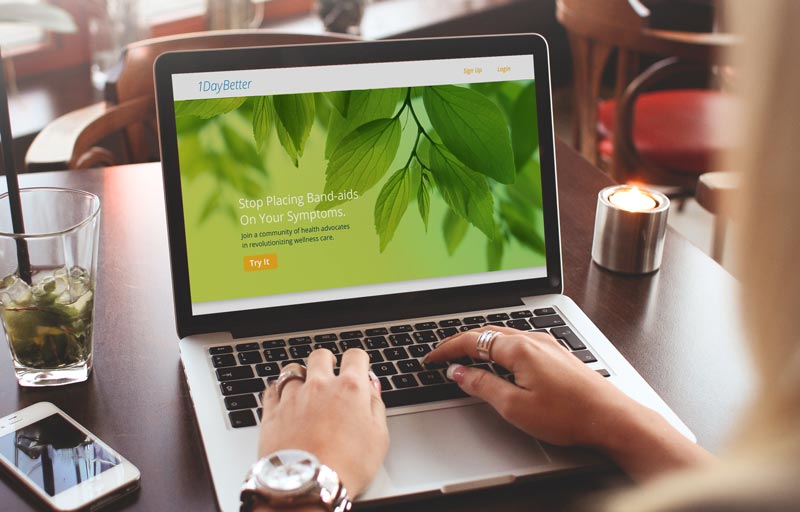 1DayBetter
Sign Up Login
Stop Placing Band-aids
On Your Symptoms.
Join a community of health advocates
in revolutionizing wellness care.
Try It